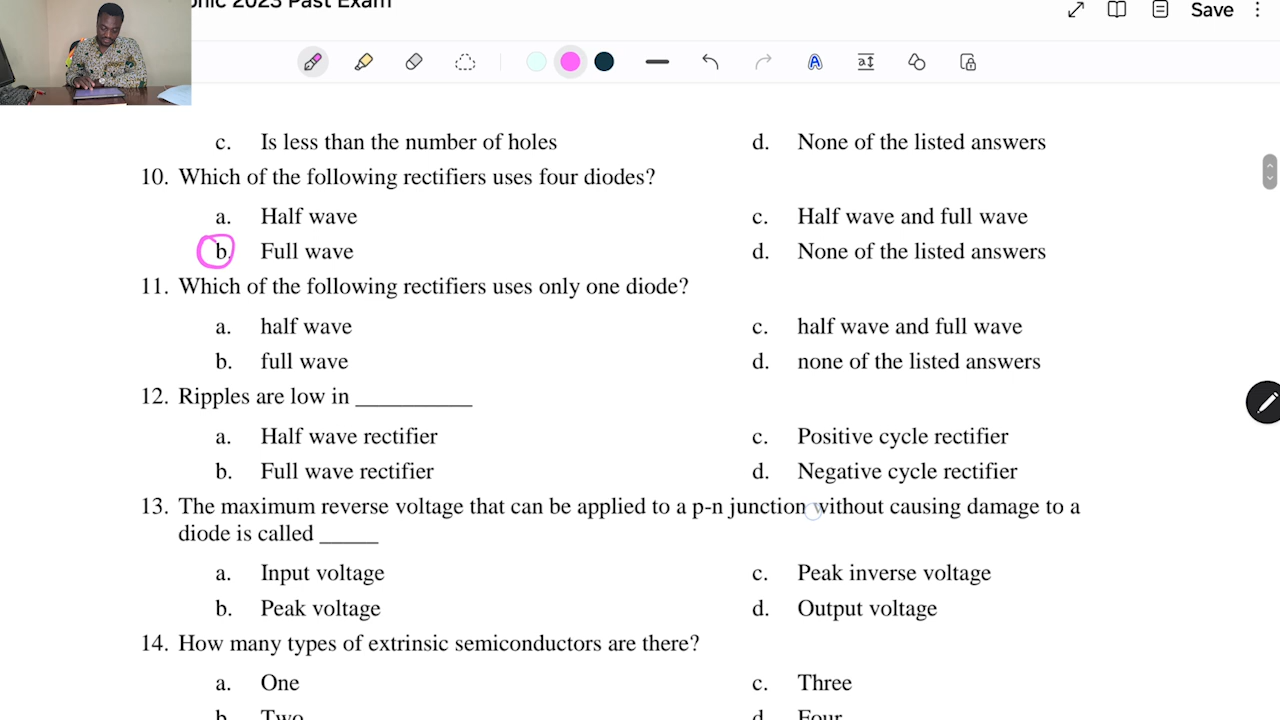 onic 2023 Past Exam
Save
c. Is less than the number of holes d. None of the listed answers
10. Which of the following rectifiers uses four diodes?
a. Half wave c. Half wave and full wave
b. Full wave d. None of the listed answers
11. Which of the following rectifiers uses only one diode?
a. half wave c. half wave and full wave
b. full wave d. none of the listed answers
12. Ripples are low in __________
a. Half wave rectifier c. Positive cycle rectifier
b. Full wave rectifier d. Negative cycle rectifier
13. The maximum reverse voltage that can be applied to a p-n junction without causing damage to a
diode is called _____
a. Input voltage c. Peak inverse voltage
b. Peak voltage d. Output voltage
14. How many types of extrinsic semiconductors are there?
a. One c. Three
b. Two d. Four